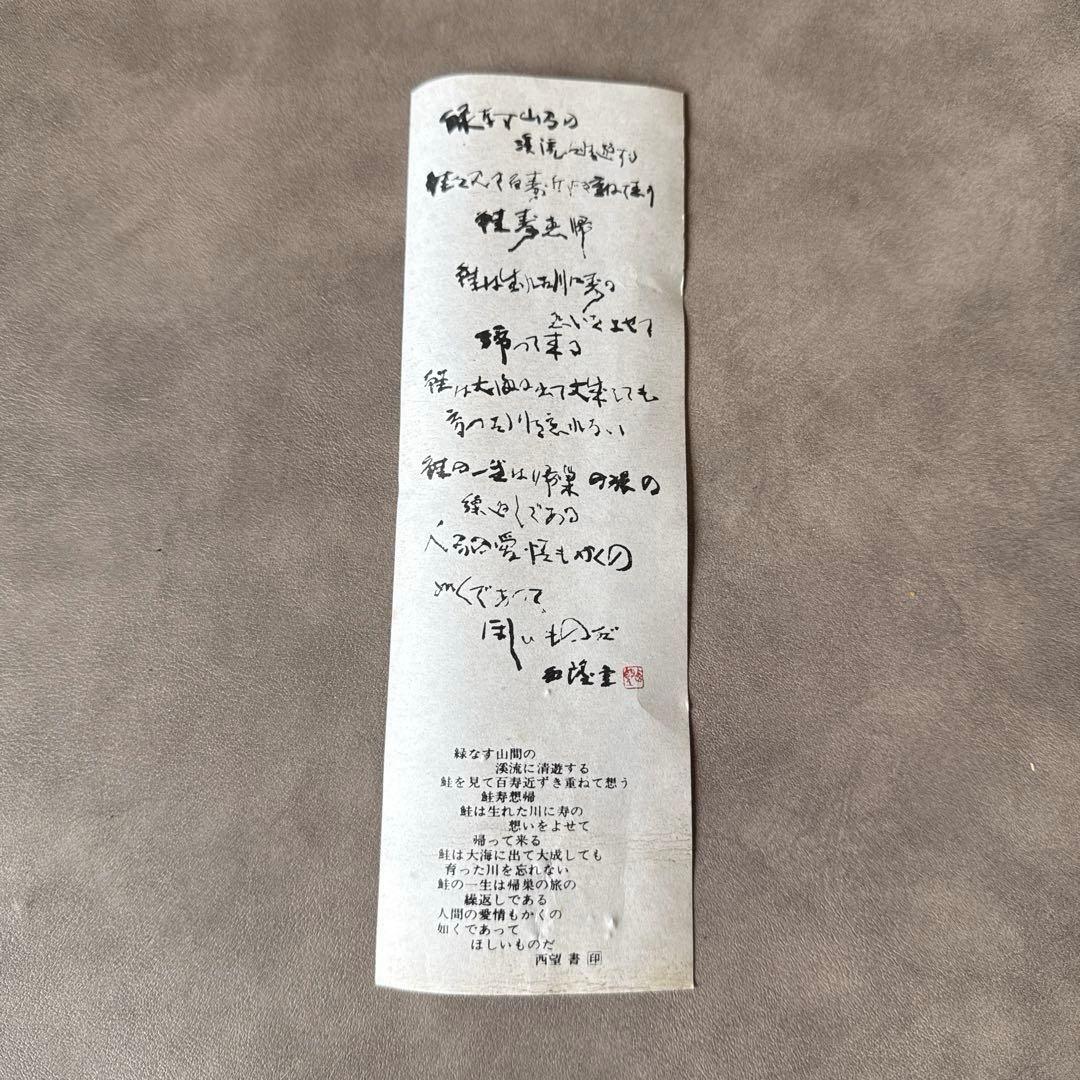 緑なす山間の
溪流に清遊する
鮭を見て百寿近ずき重ねて想う
鮭寿想帰
鮭は生れた川に寿の
想いをよせて
帰って来る
鮭は大海に出て大成しても
育った川を忘れない
鮭の一生は帰巣の旅の
繰返しである
人間の愛情もかくの
如くであって
ほしいものだ
西望書
緑なす山間の
溪流に清遊する
鮭を見て百寿近ずき重ねて想う
鮭寿想帰
鮭は生れた川に寿の
想いをよせて
帰って来る
鮭は大海に出て大成しても
育った川を忘れない
鮭の一生は帰巣の旅の
繰返しである
人間の愛情もかくの
如くであって
ほしいものだ
西望 書 印